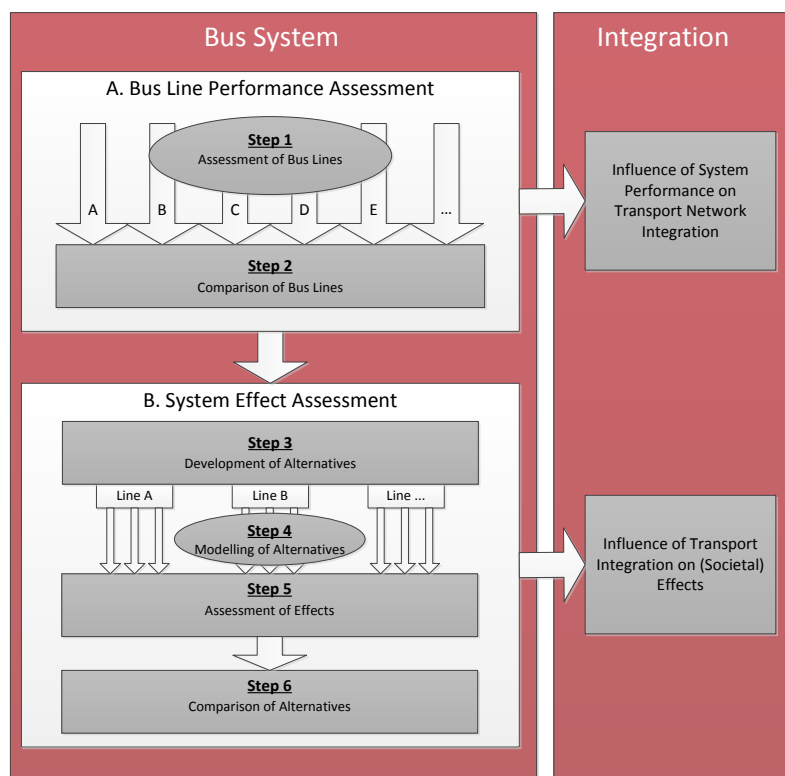 Bus System
Integration
A. Bus Line Performance Assessment
Step 1
Assessment of Bus Lines
A B C D E ...
Step 2
Comparison of Bus Lines
Influence of System
Performance on
Transport Network
Integration
B. System Effect Assessment
Step 3
Development of Alternatives
Line A Line B Line ...
Step 4
Modelling of Alternatives
Step 5
Assessment of Effects
Step 6
Comparison of Alternatives
Influence of Transport
Integration on (Societal)
Effects